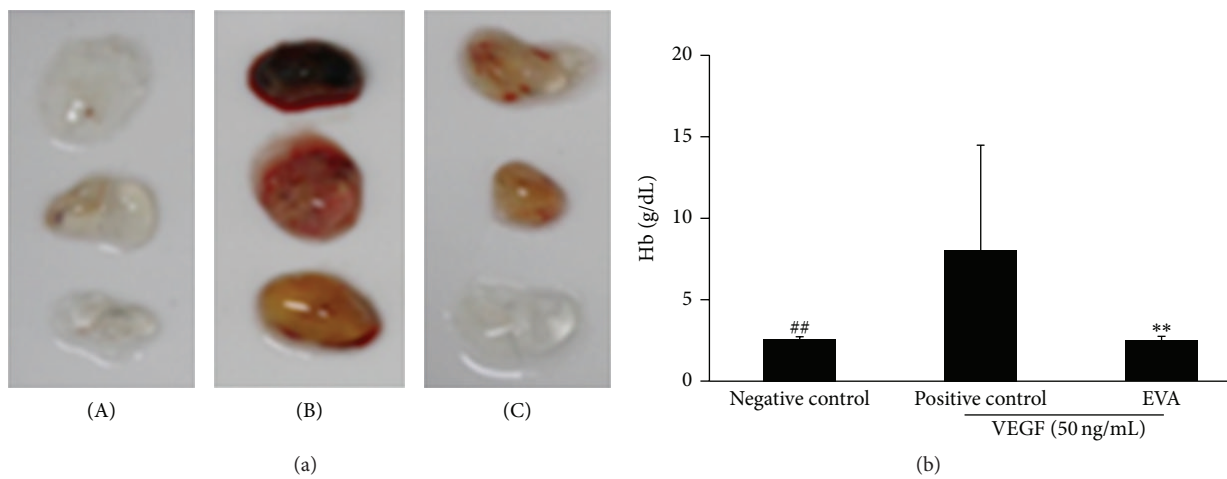 (A)
(B)
(C)
(a)
20
15
10
5
0
Hb (g/dL)
##
**
Negative control
Positive control
EVA
VEGF (50 ng/mL)
(b)